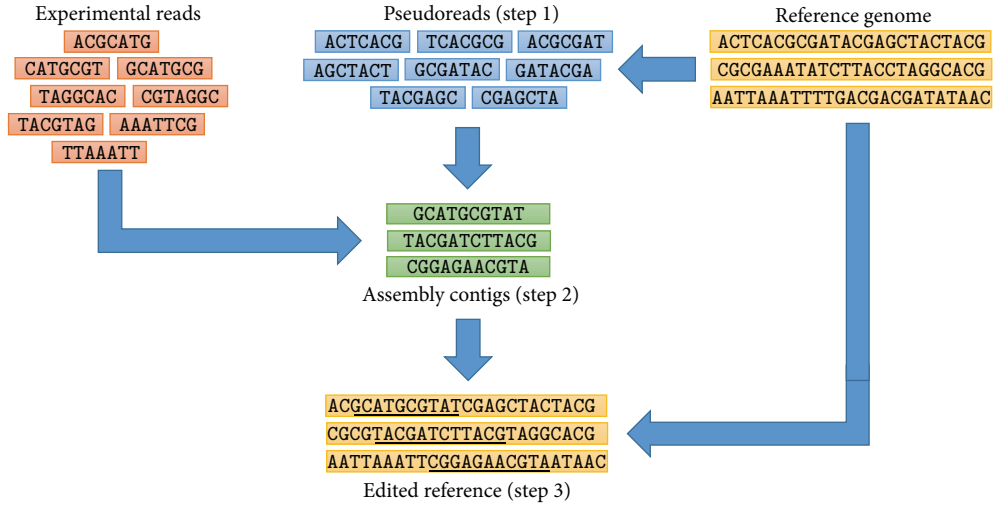 Experimental reads
ACGCATG
CATGCGT GCATGCG
TAGGCAC CGTAGGC
TACGTAG AAATTCG
TTAAATT
Pseudoreads (step 1)
ACTCACG TCACGCG ACGCGAT
AGCTACT GCGATAC GATACGA
TACGAGC CGAGCTA
Reference genome
ACTCACGCGATACGAGCTACTACG
CGCGAAATATCTTACCTAGGCACG
AATTAAATTTTGACGACGATATAAC
GCATGCGTAT
TACGATCTTACG
CGGAGAACGTA
Assembly contigs (step 2)
ACGCATGCGTATCGAGCTACTACG
CGCGTACGATCTTACGTAGGCACG
AATTAAATTCGGAGAACGTAATAAC
Edited reference (step 3)